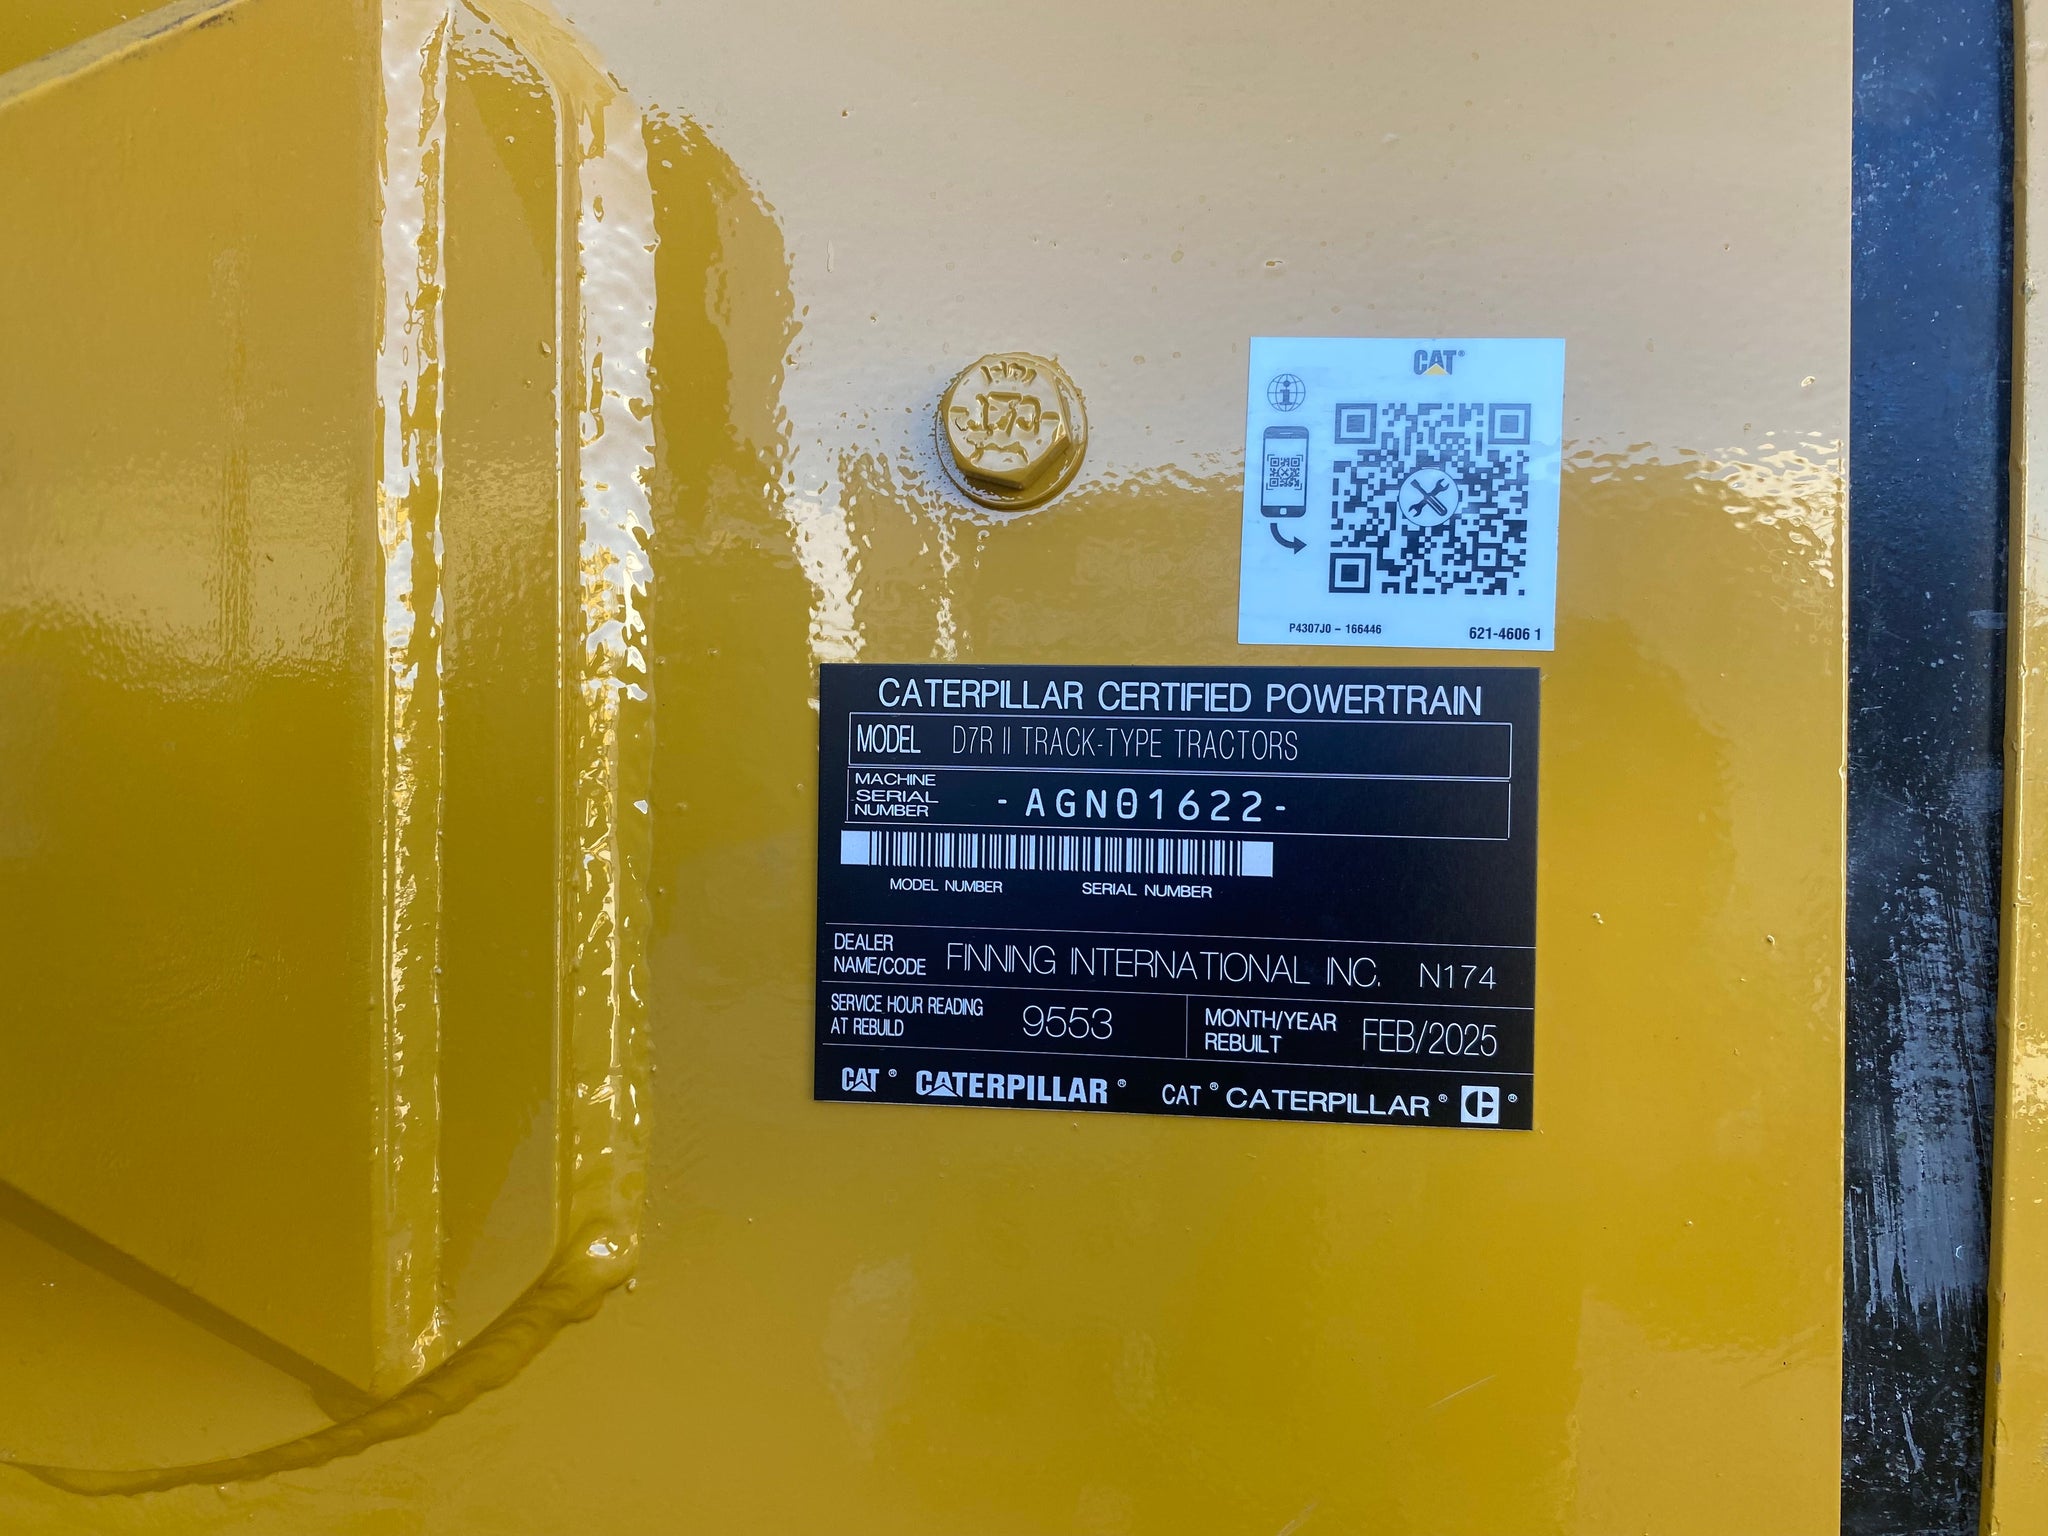 CAT®
P4307J0 – 166446
621-4606 1
CATERPILLAR CERTIFIED POWERTRAIN
MODEL D7R II TRACK-TYPE TRACTORS
MACHINE
SERIAL
NUMBER
-AGN01622-
MODEL NUMBER SERIAL NUMBER
DEALER
NAME/CODE
FINNING INTERNATIONAL INC. N174
SERVICE HOUR READING
AT REBUILD
9553
MONTH/YEAR
REBUILT
FEB/2025
CAT® CATERPILLAR® CAT® CATERPILLAR® C®